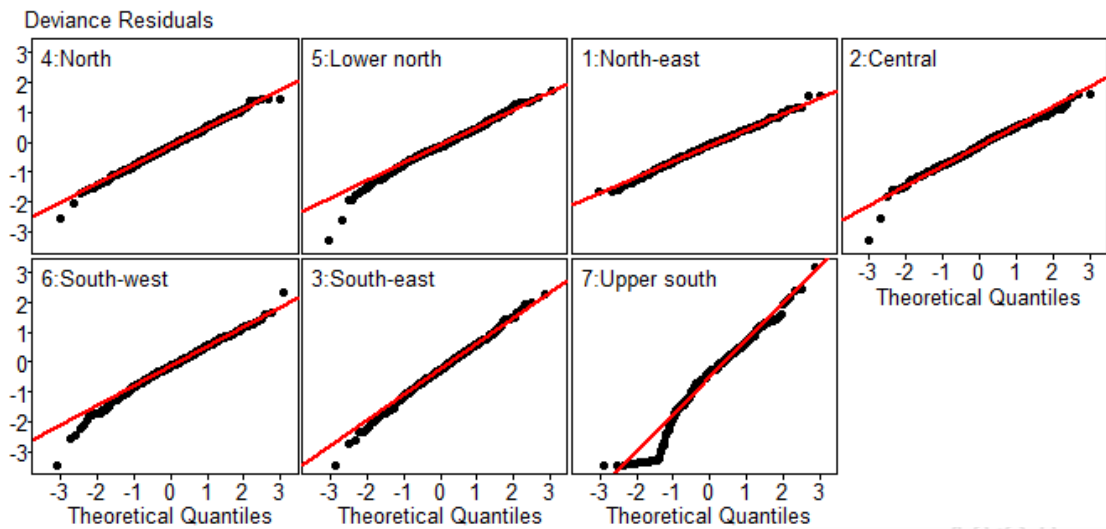 Deviance Residuals
4:North
5:Lower north
1:North-east
2:Central
3
2
1
0
-1
-2
-3
-3 -2 -1 0 1 2 3
Theoretical Quantiles
6:South-west
3:South-east
7:Upper south
3
2
1
0
-1
-2
-3
-3 -2 -1 0 1 2 3
-3 -2 -1 0 1 2 3
-3 -2 -1 0 1 2 3
Theoretical Quantiles
Theoretical Quantiles
Theoretical Quantiles